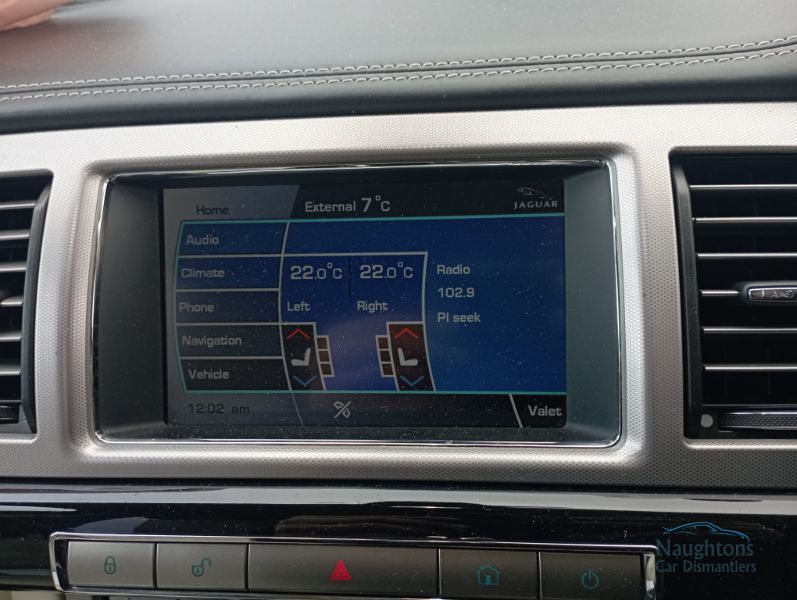 Home
External 7°C
JAGUAR
Audio
Climate
22.0°C 22.0°C
Radio
102.9
PI seek
Phone
Left Right
Navigation
Vehicle
12:02 am
Valet
Naughtons
Car Dismantlers